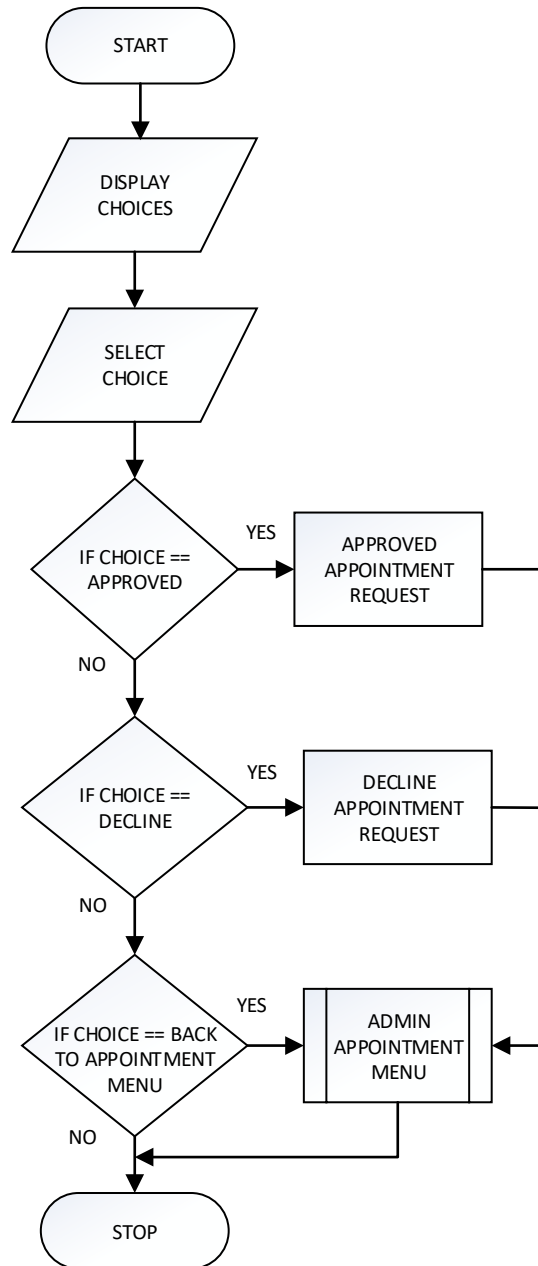 START
DISPLAY
CHOICES
SELECT
CHOICE
IF CHOICE ==
APPROVED
YES
APPROVED
APPOINTMENT
REQUEST
NO
IF CHOICE ==
DECLINE
YES
DECLINE
APPOINTMENT
REQUEST
NO
IF CHOICE == BACK
TO APPOINTMENT
MENU
YES
ADMIN
APPOINTMENT
MENU
NO
STOP